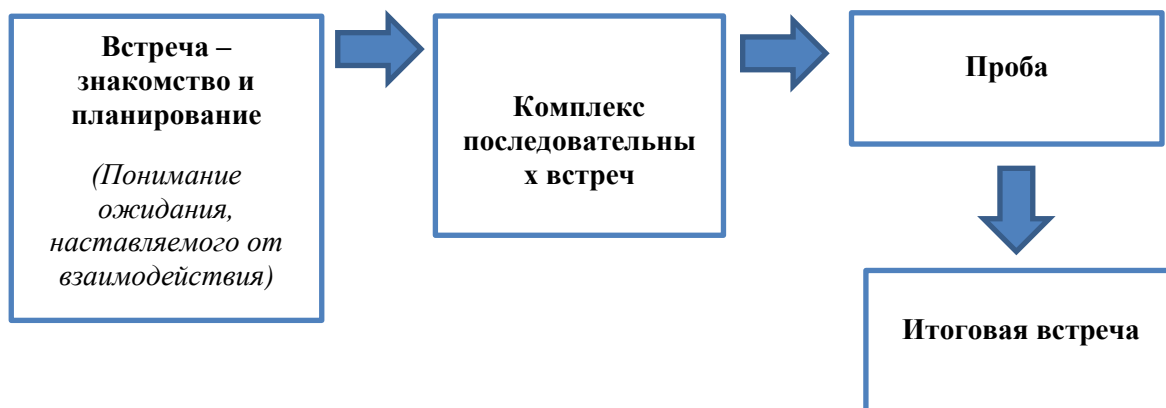 Встреча –
знакомство и
планирование
(Понимание
ожидания,
наставляемого от
взаимодействия)
Комплекс
последовательны
х встреч
Проба
Итоговая встреча